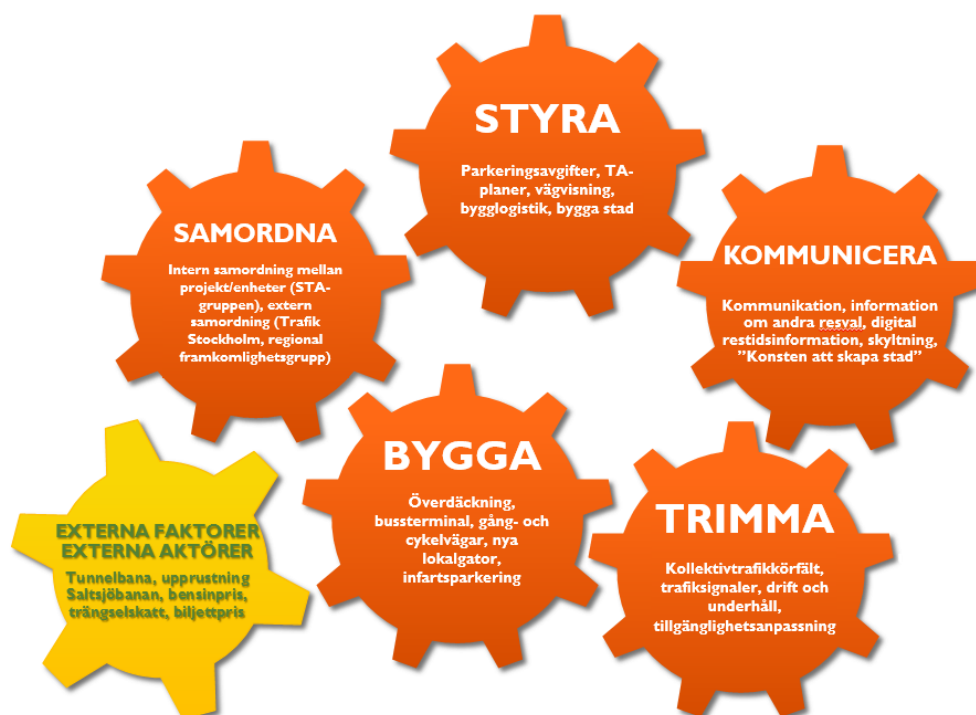 STYRA
Parkeringsavgifter, TA-
planer, vägvisning,
bygglogistik, bygga stad
SAMORDNA
Intern samordning mellan
projekt/enheter (STA-
gruppen), extern
samordning (Trafik
Stockholm, regional
framkomlighetsgrupp)
KOMMUNICERA
Kommunikation, information
om andra resval, digital
restidsinformation, skyltning,
”Konsten att skapa stad”
BYGGA
Överdäckning,
bussterminal, gång- och
cykelvägar, nya
lokalgator,
infartsparkering
TRIMMA
Kollektivtrafikkörfält,
trafiksignaler, drift och
underhåll,
tillgänglighetsanpassning
EXTERNA FAKTORER
EXTERNA AKTÖRER
Tunnelbana, upprustning
Saltsjöbanan, bensinpris,
trängselskatt, biljettpris